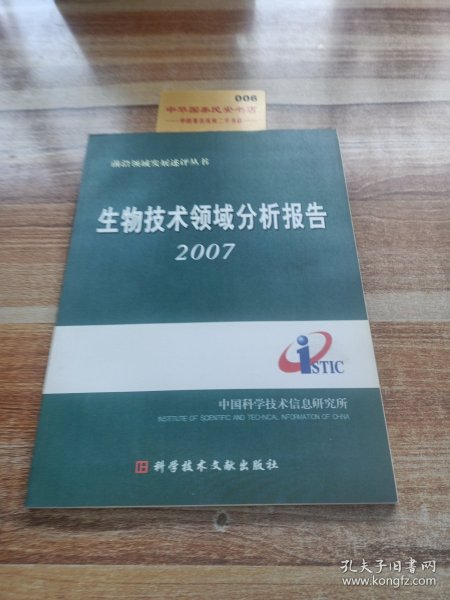 006
中华国泰民安书店
前沿领域发展述评丛书
生物技术领域分析报告
2007
iSTIC
中国科学技术信息研究所
INSTITUTE OF SCIENTIFIC AND TECHNICAL INFORMATION OF CHINA
科学技术文献出版社
孔夫子旧书网
www.kongfz.com